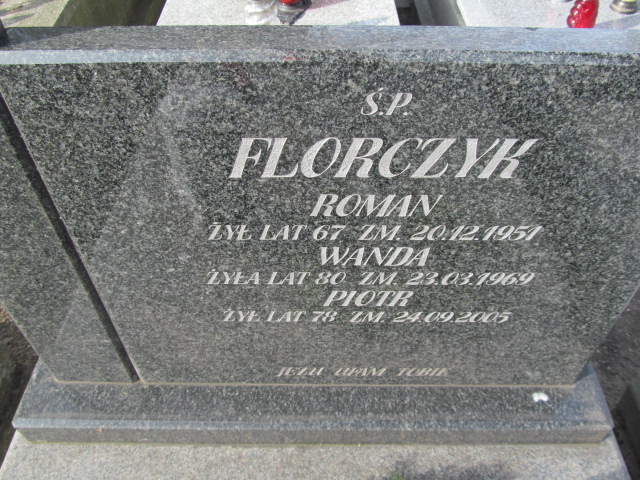 Ś.P.
FLORCZYK
ROMAN
ŻYŁ LAT 67 ZM. 20.12.1951
WANDA
ŻYŁA LAT 80 ZM. 23.03.1969
PIOTR
ŻYŁ LAT 78 ZM. 24.09.2005
JEZU UFAM TOBIE